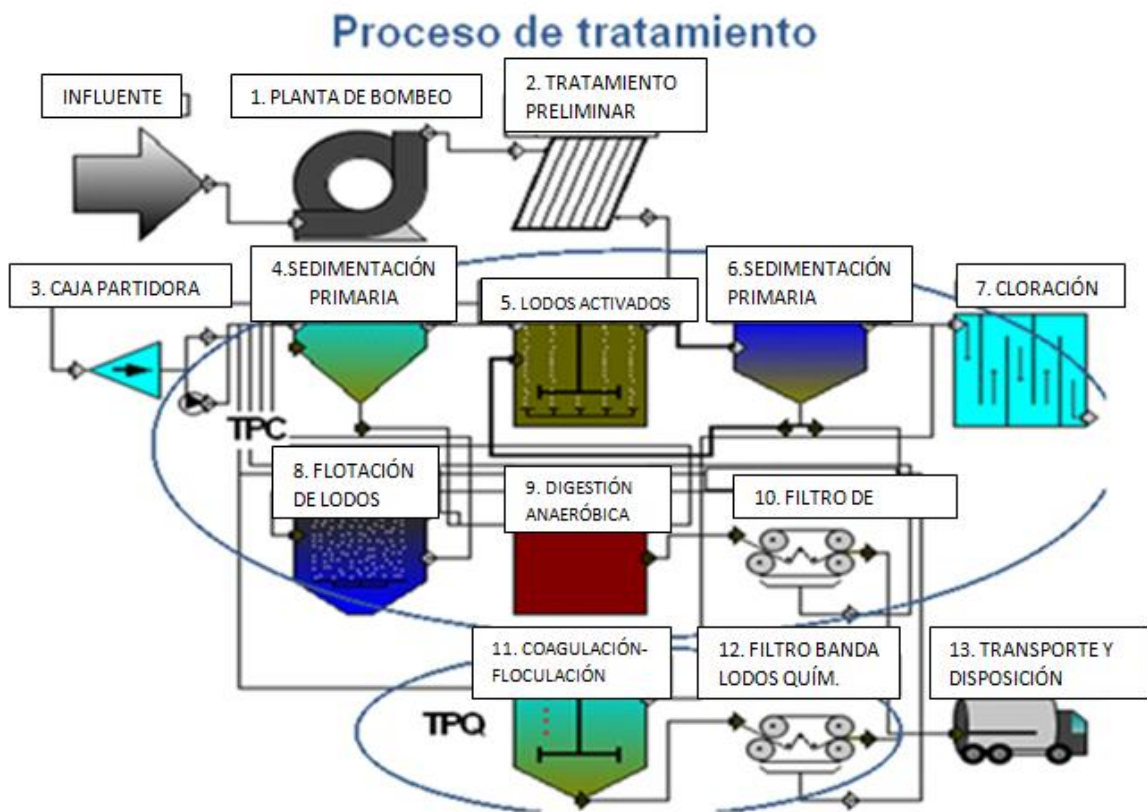 Proceso de tratamiento
INFLUENTE
1. PLANTA DE BOMBEO
2. TRATAMIENTO
PRELIMINAR
3. CAJA PARTIDORA
4.SEDIMENTACIÓN
PRIMARIA
5. LODOS ACTIVADOS
6.SEDIMENTACIÓN
PRIMARIA
7. CLORACIÓN
TPC
8. FLOTACIÓN
DE LODOS
9. DIGESTIÓN
ANAERÓBICA
10. FILTRO DE
11. COAGULACIÓN-
FLOCULACIÓN
12. FILTRO BANDA
LODOS QUÍM.
13. TRANSPORTE Y
DISPOSICIÓN
TPQ